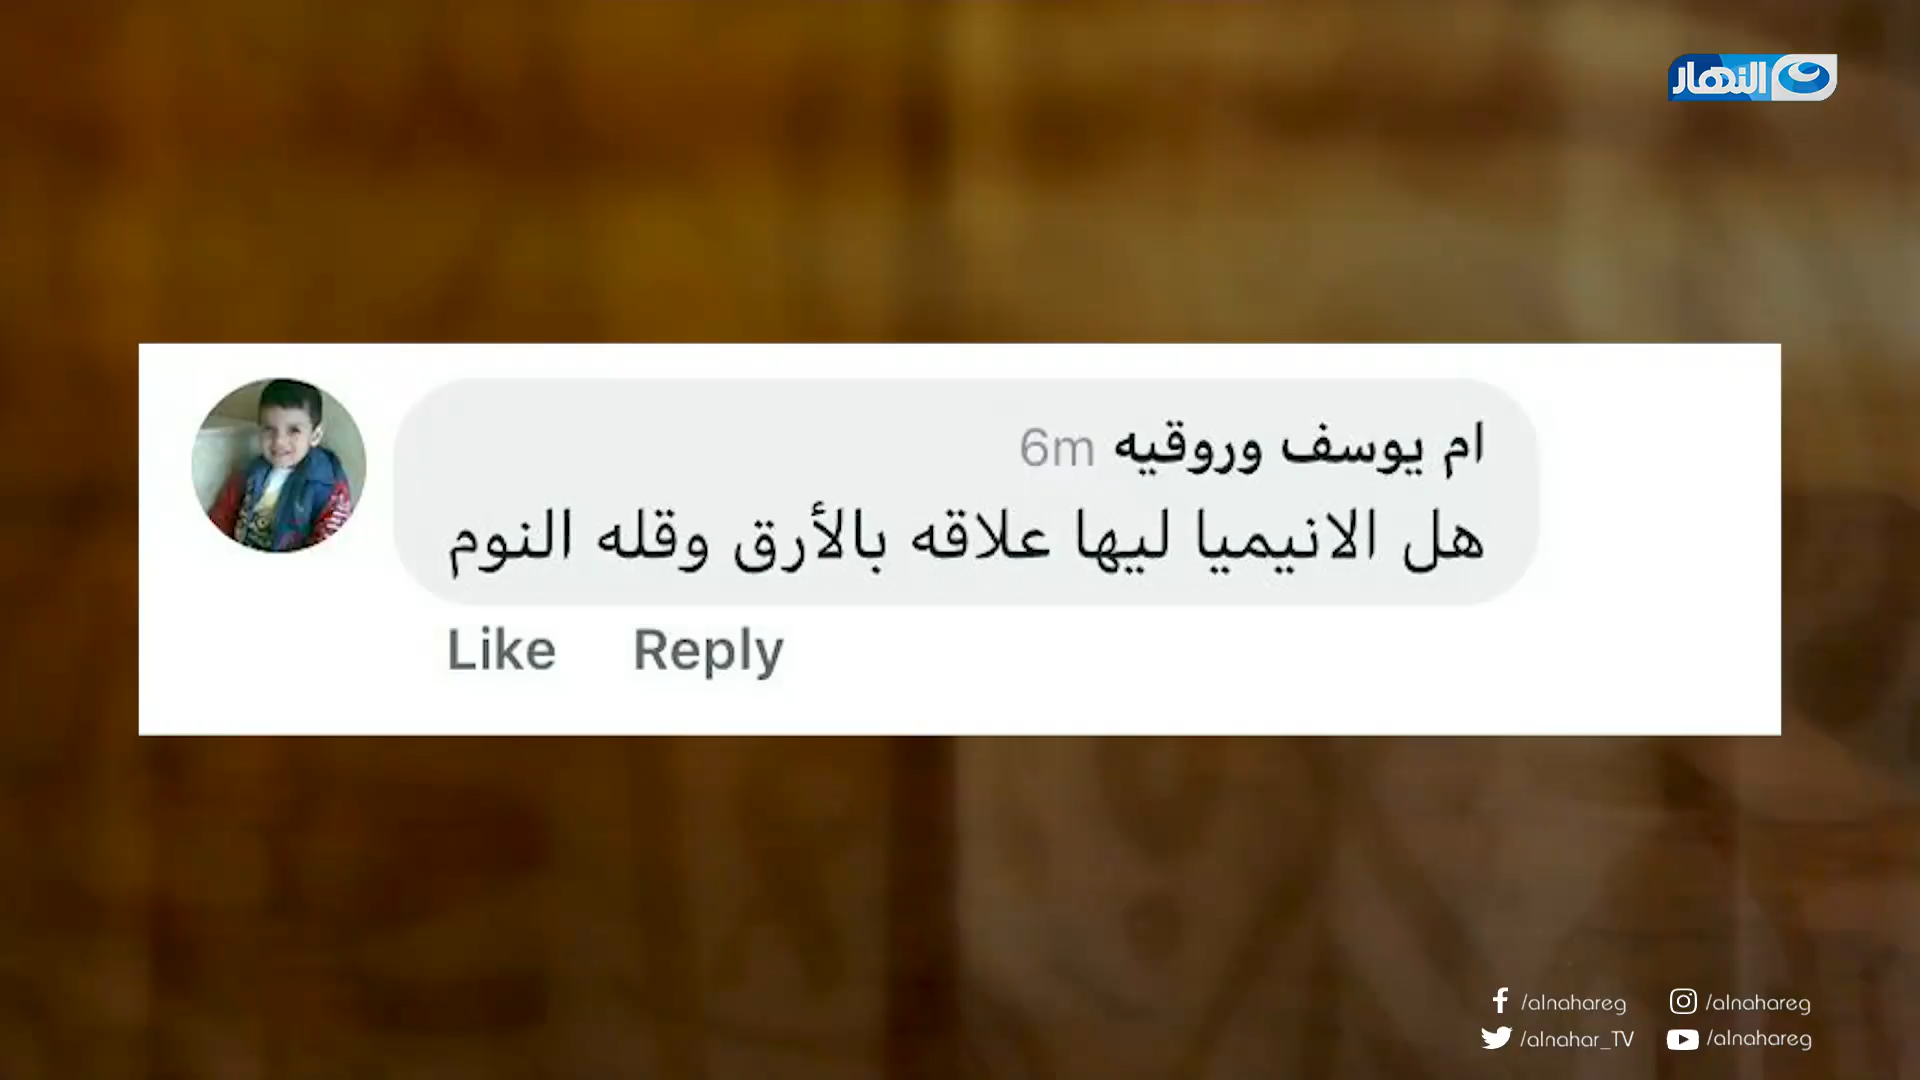 النهار
ام يوسف وروقيه 6m
هل الانيميا ليها علاقه بالأرق وقله النوم
Like Reply
/alnahareg /alnahareg
/alnahar_TV /alnahareg